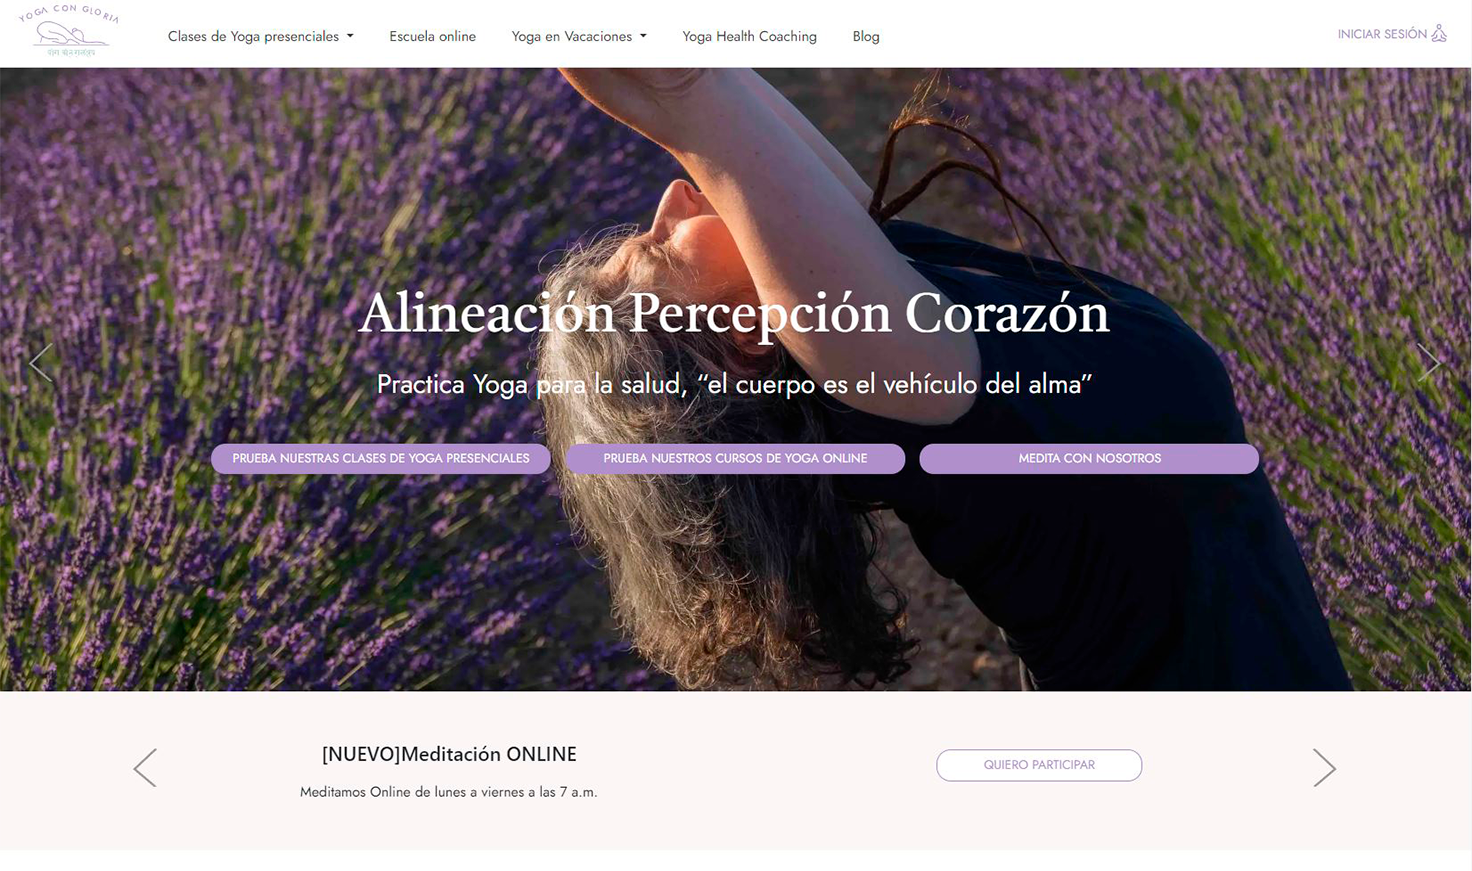 YOGA CON GLORIA
Clases de Yoga presenciales
Escuela online
Yoga en Vacaciones
Yoga Health Coaching
Blog
INICIAR SESIÓN
Alineación Percepción Corazón
Practica Yoga para la salud, “el cuerpo es el vehículo del alma”
PRUEBA NUESTRAS CLASES DE YOGA PRESENCIALES
PRUEBA NUESTROS CURSOS DE YOGA ONLINE
MEDITA CON NOSOTROS
[NUEVO]Meditación ONLINE
Meditamos Online de lunes a viernes a las 7 a.m.
QUIERO PARTICIPAR